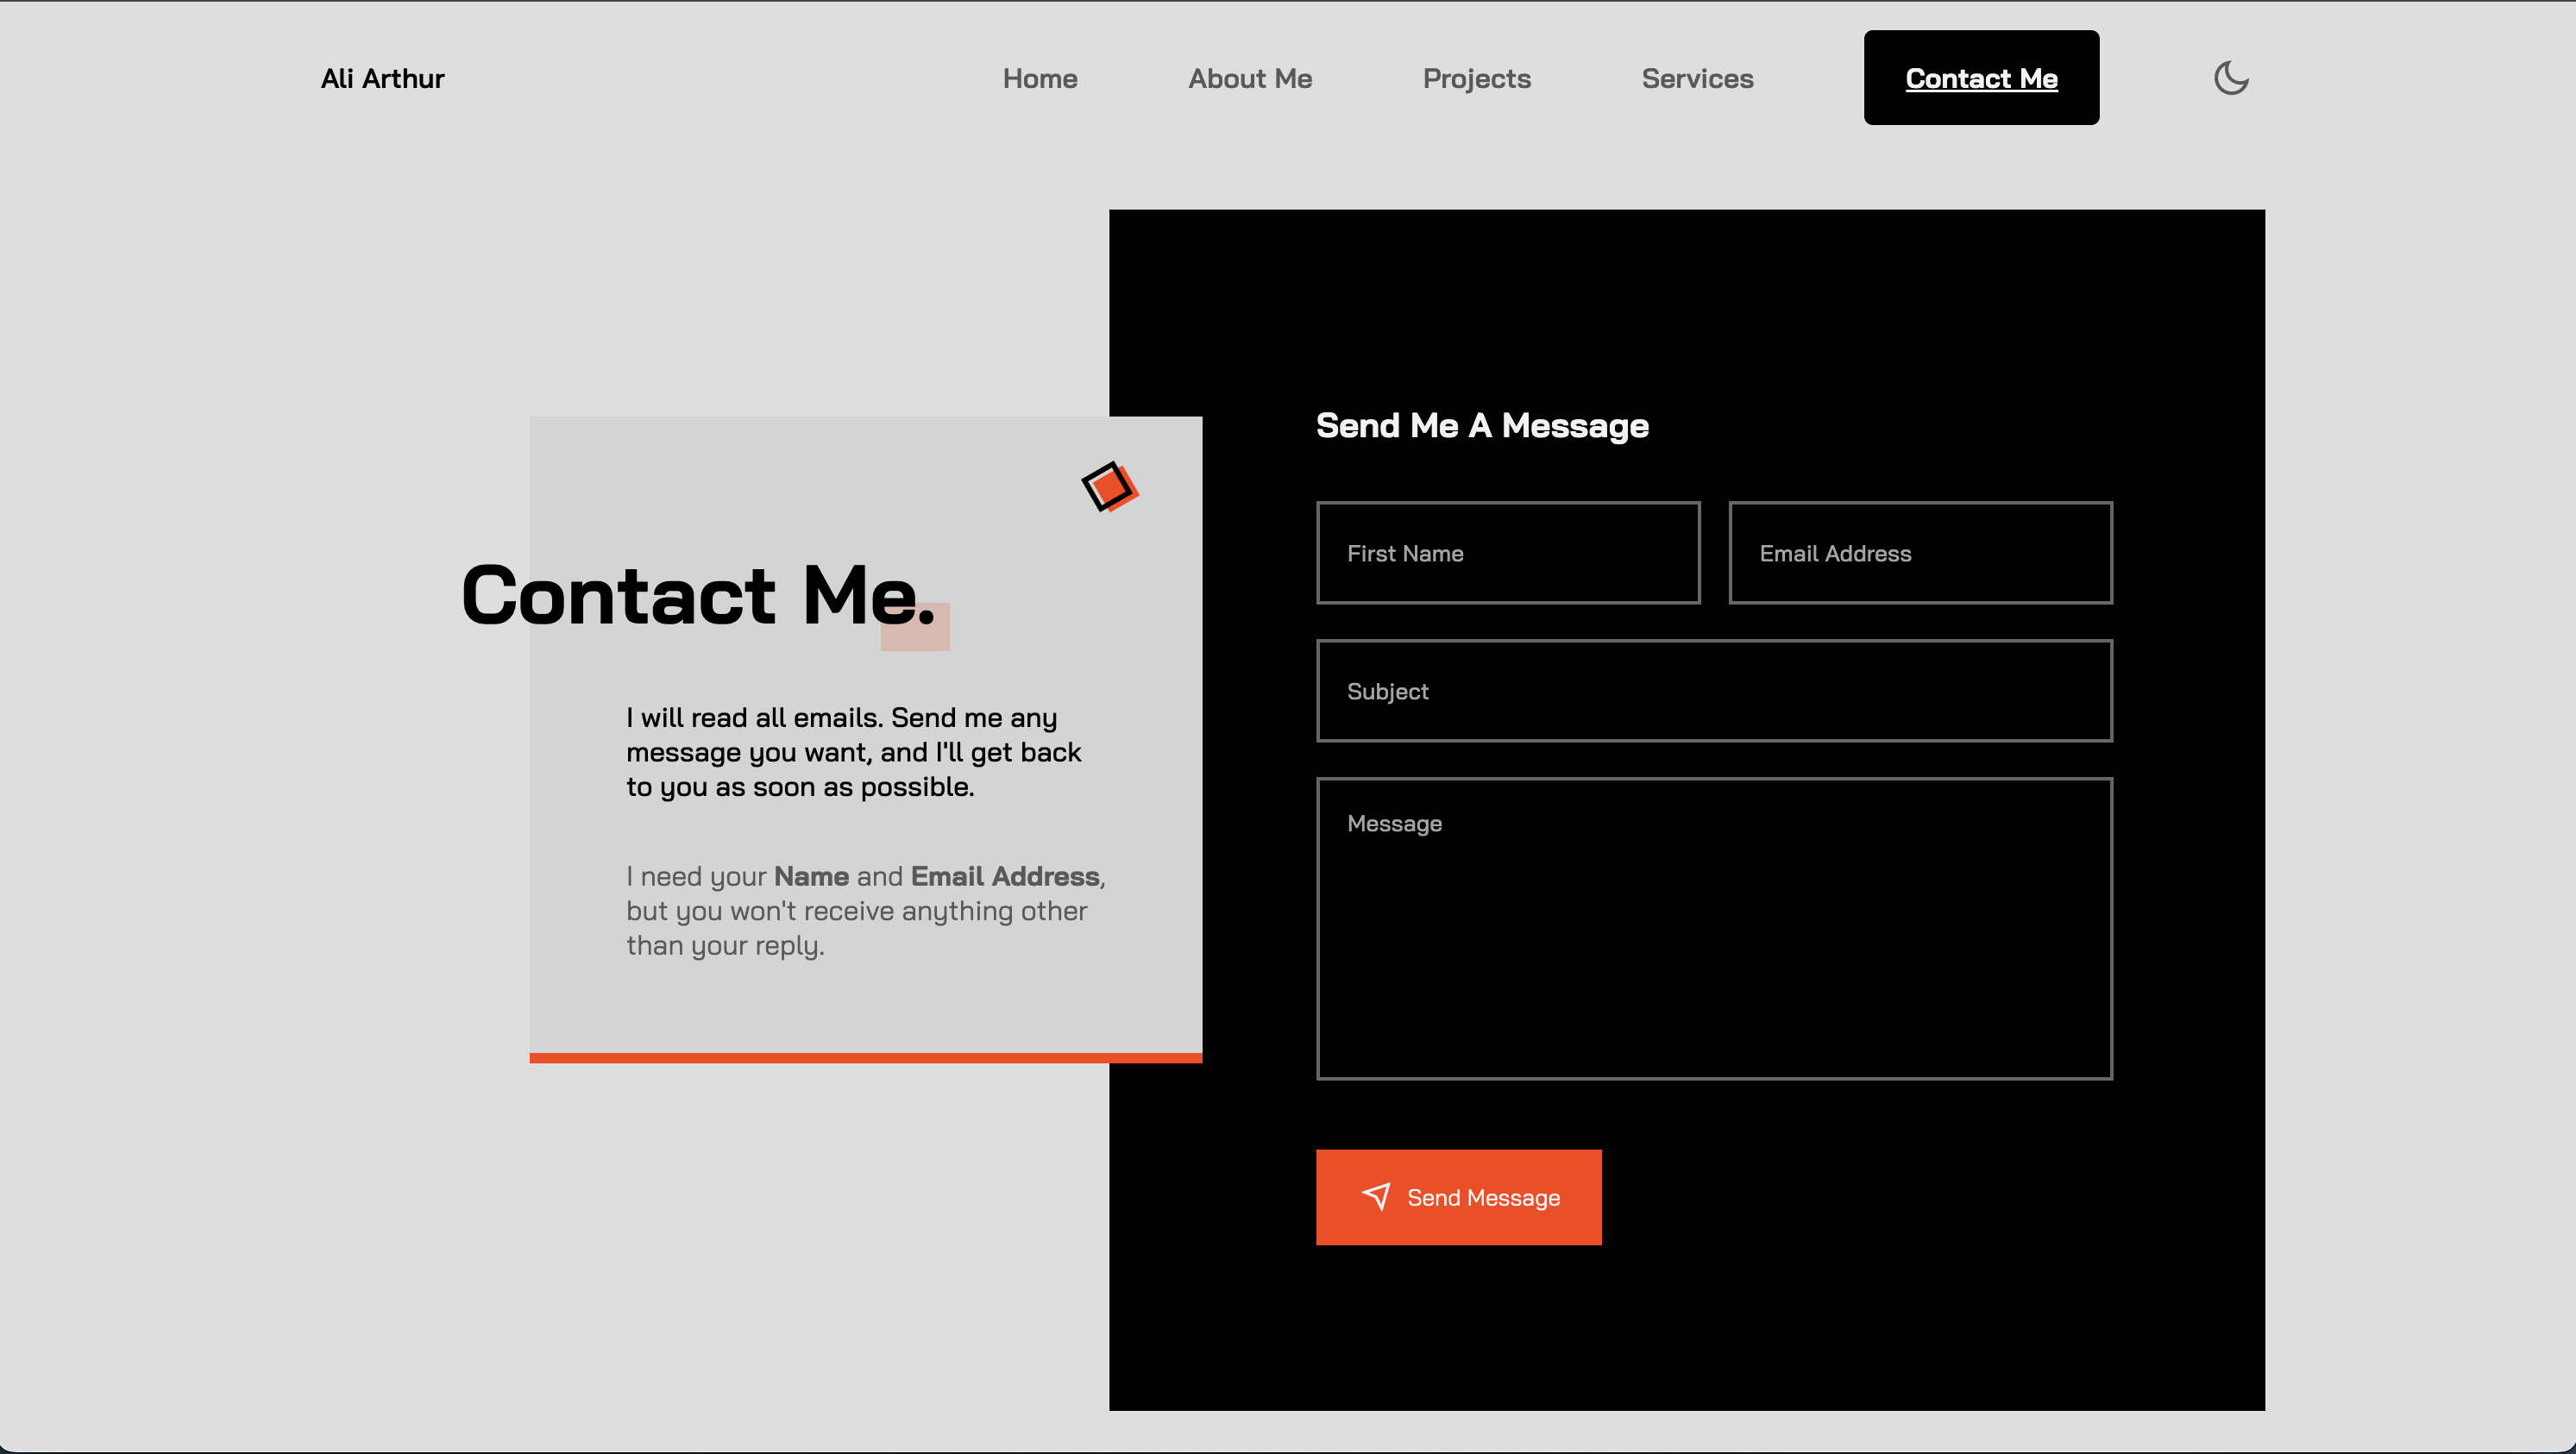 Ali Arthur
Home
About Me
Projects
Services
Contact Me
Contact Me.
I will read all emails. Send me any
message you want, and I'll get back
to you as soon as possible.
I need your Name and Email Address,
but you won't receive anything other
than your reply.
Send Me A Message
First Name
Email Address
Subject
Message
Send Message